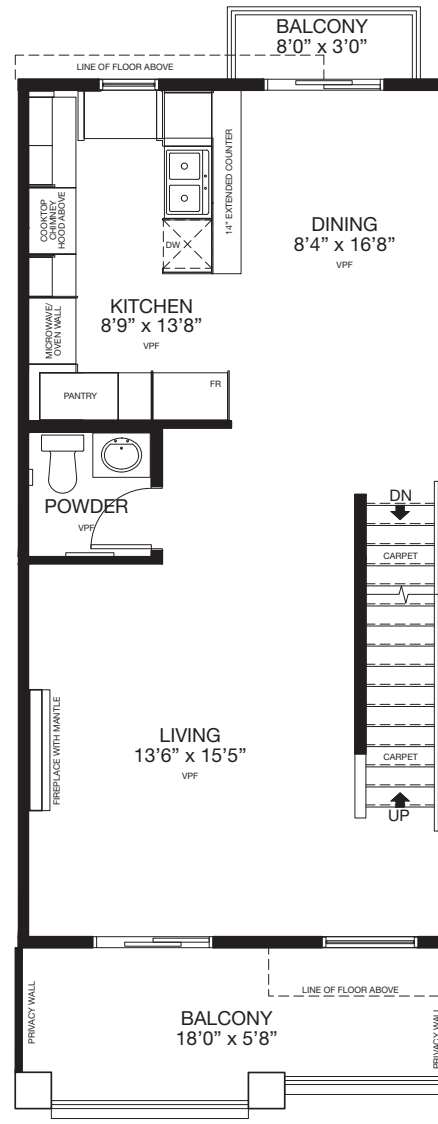 BALCONY
8'0" x 3'0"
LINE OF FLOOR ABOVE
14" EXTENDED COUNTER
COOKTOP
CHIMNEY
HOOD ABOVE
DW
DINING
8'4" x 16'8"
VPF
KITCHEN
8'9" x 13'8"
VPF
MICROWAVE/
OVEN WALL
PANTRY
FR
POWDER
VPF
DN
CARPET
FIREPLACE WITH MANTLE
LIVING
13'6" x 15'5"
VPF
CARPET
UP
PRIVACY WALL
LINE OF FLOOR ABOVE
BALCONY
18'0" x 5'8"
PRIVACY WALL